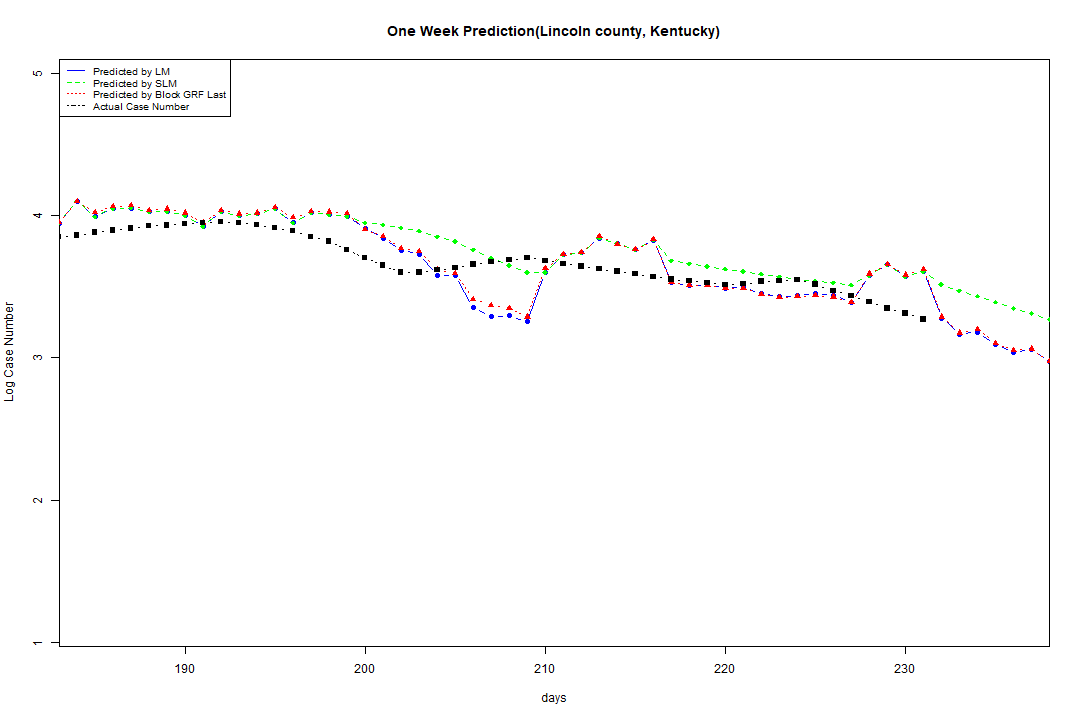 One Week Prediction(Lincoln county, Kentucky)
Predicted by LM
Predicted by SLM
Predicted by Block GRF Last
Actual Case Number
5
4
3
2
1
Log Case Number
190
200
210
220
230
days